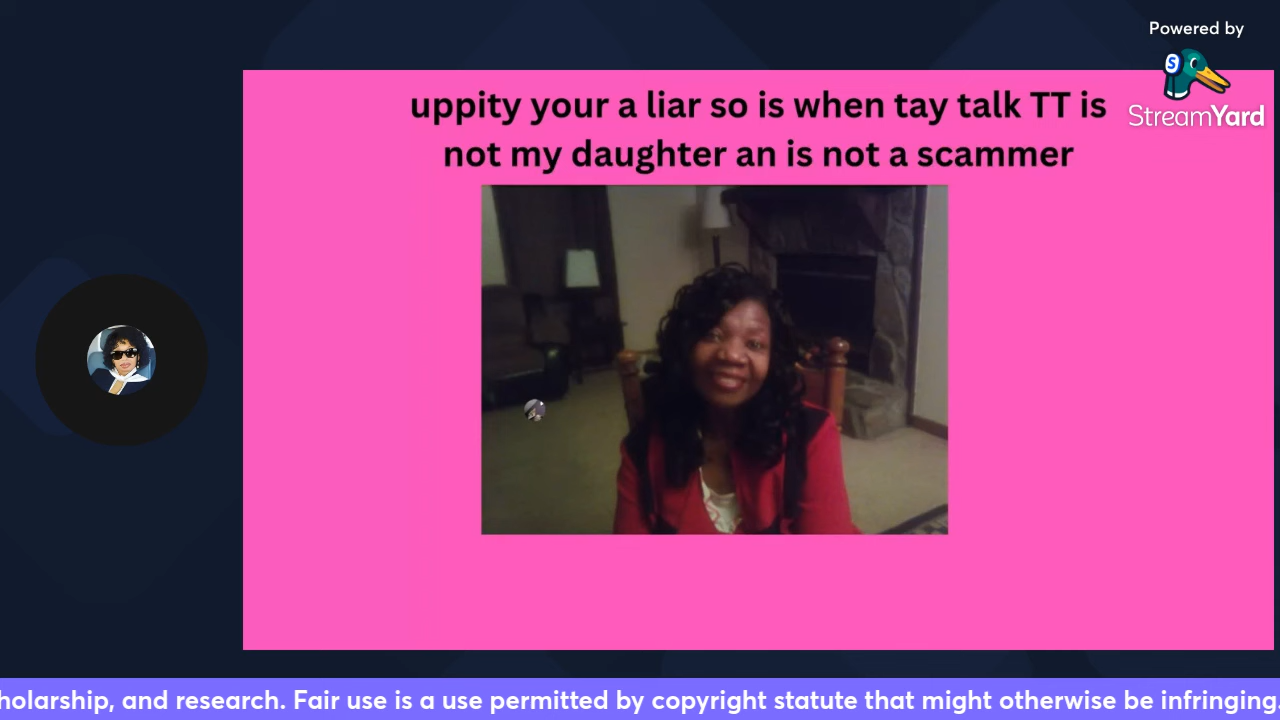 Powered by
StreamYard
uppity your a liar so is when tay talk TT is
not my daughter an is not a scammer
holarship, and research. Fair use is a use permitted by copyright statute that might otherwise be infringing.